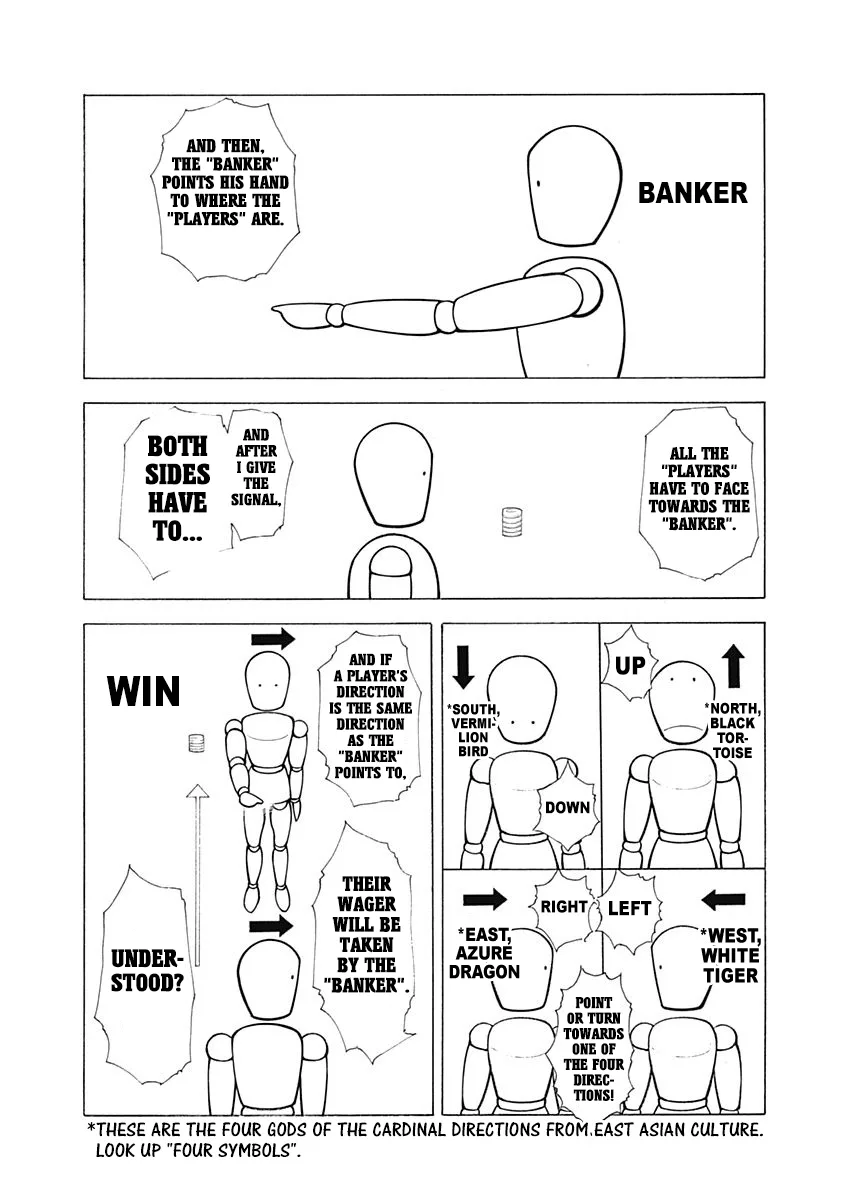 AND THEN,
THE "BANKER"
POINTS HIS HAND
TO WHERE THE
"PLAYERS" ARE.
BANKER
ALL THE
"PLAYERS"
HAVE TO FACE
TOWARDS THE
"BANKER".
AND
AFTER
I GIVE
THE
SIGNAL,
BOTH
SIDES
HAVE
TO...
UP
*NORTH,
BLACK
TOR-
TOISE
*SOUTH,
VERMI-
LION
BIRD
DOWN
LEFT
*WEST,
WHITE
TIGER
RIGHT
*EAST,
AZURE
DRAGON
POINT
OR TURN
TOWARDS
ONE OF
THE FOUR
DIREC-
TIONS!
AND IF
A PLAYER'S
DIRECTION
IS THE SAME
DIRECTION
AS THE
"BANKER"
POINTS TO,
WIN
THEIR
WAGER
WILL BE
TAKEN
BY THE
"BANKER".
UNDER-
STOOD?
*THESE ARE THE FOUR GODS OF THE CARDINAL DIRECTIONS FROM EAST ASIAN CULTURE.
LOOK UP "FOUR SYMBOLS".